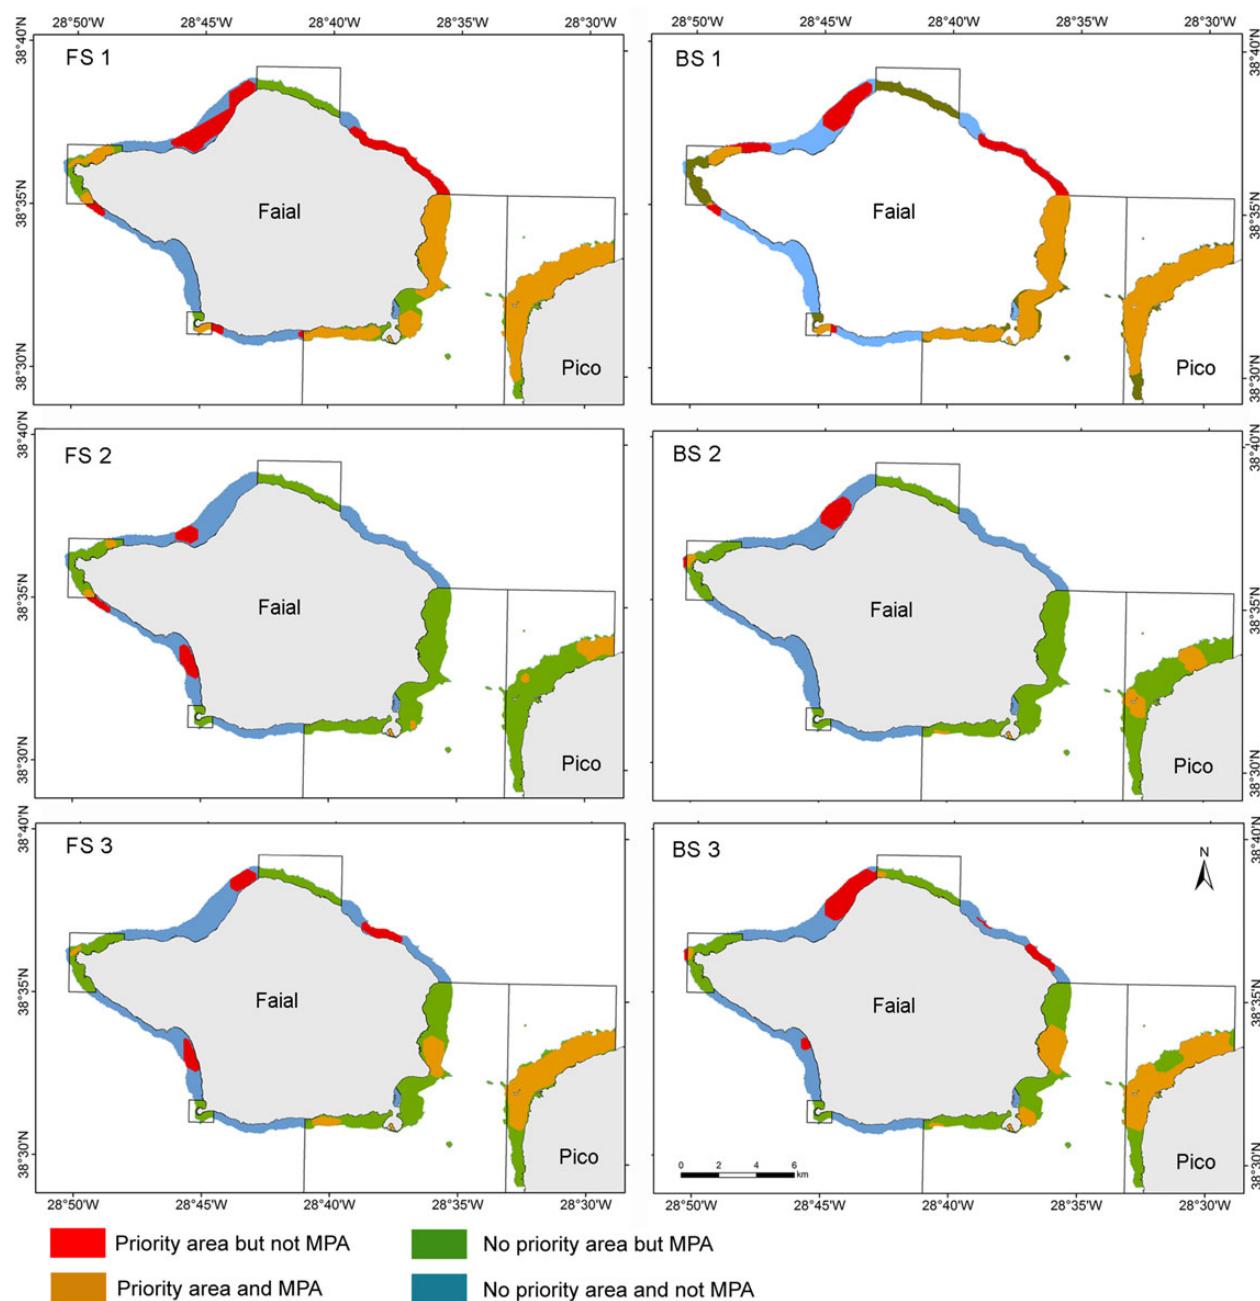 28°50'W 28°45'W 28°40'W 28°35'W 28°30'W
28°50'W 28°45'W 28°40'W 28°35'W 28°30'W
FS 1
38°40'N
38°35'N
38°30'N
Faial
Pico
BS 1
38°40'N
38°35'N
38°30'N
Faial
Pico
FS 2
38°40'N
38°35'N
38°30'N
Faial
Pico
BS 2
38°40'N
38°35'N
38°30'N
Faial
Pico
FS 3
38°40'N
38°35'N
38°30'N
Faial
Pico
BS 3
N
38°40'N
38°35'N
38°30'N
Faial
Pico
0 2 4 6
km
28°50'W 28°45'W 28°40'W 28°35'W 28°30'W
28°50'W 28°45'W 28°40'W 28°35'W 28°30'W
Priority area but not MPA
No priority area but MPA
Priority area and MPA
No priority area and not MPA